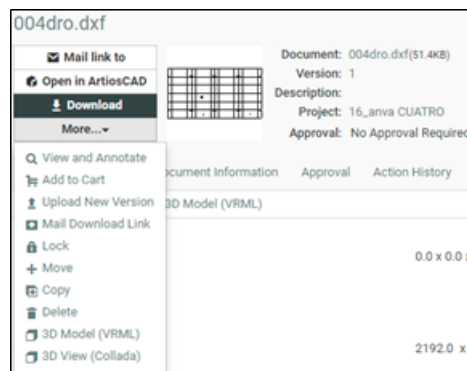 004dro.dxf
Mail link to
Open in ArtiosCAD
Download
More...
Document: 004dro.dxf(51.4KB)
Version: 1
Description:
Project: 16_anva CUATRO
Approval: No Approval Required
View and Annotate
Add to Cart
Upload New Version
Mail Download Link
Lock
Move
Copy
Delete
3D Model (VRML)
3D View (Collada)
ocument Information Approval Action History
3D Model (VRML)
0.0 x 0.0
2192.0 x